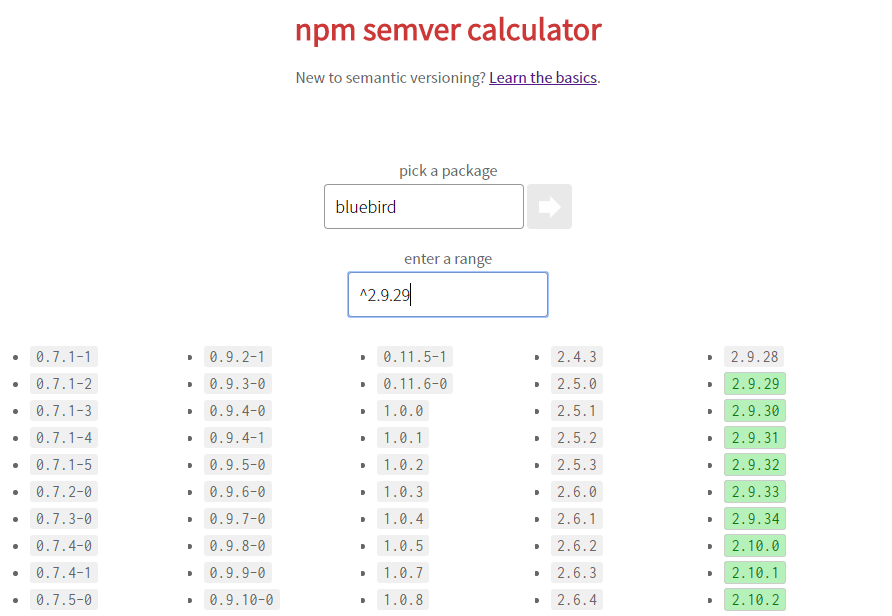 npm semver calculator
New to semantic versioning? Learn the basics.
pick a package
bluebird
enter a range
^2.9.29
0.7.1-1 0.9.2-1 0.11.5-1 2.4.3 2.9.28
0.7.1-2 0.9.3-0 0.11.6-0 2.5.0 2.9.29
0.7.1-3 0.9.4-0 1.0.0 2.5.1 2.9.30
0.7.1-4 0.9.4-1 1.0.1 2.5.2 2.9.31
0.7.1-5 0.9.5-0 1.0.2 2.5.3 2.9.32
0.7.2-0 0.9.6-0 1.0.3 2.6.0 2.9.33
0.7.3-0 0.9.7-0 1.0.4 2.6.1 2.9.34
0.7.4-0 0.9.8-0 1.0.5 2.6.2 2.10.0
0.7.4-1 0.9.9-0 1.0.7 2.6.3 2.10.1
0.7.5-0 0.9.10-0 1.0.8 2.6.4 2.10.2